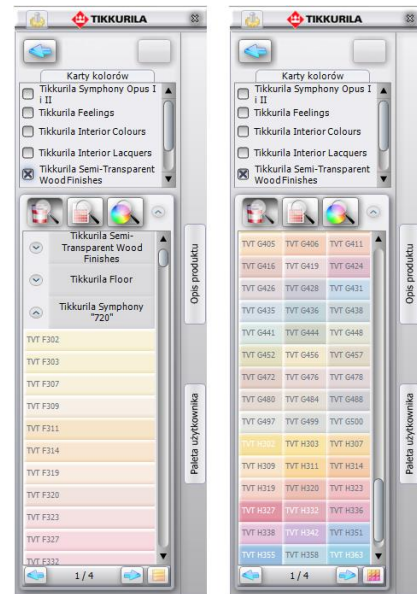 TIKKURILA
Karty kolorów
Tikkurila Symphony Opus I
i II
Tikkurila Feelings
Tikkurila Interior Colours
Tikkurila Interior Lacquers
Tikkurila Semi-Transparent
Wood Finishes
Tikkurila Semi-
Transparent Wood
Finishes
Tikkurila Floor
Tikkurila Symphony
"720"
TVT F302
TVT F303
TVT F307
TVT F309
TVT F311
TVT F314
TVT F319
TVT F320
TVT F323
TVT F327
TVT F332
1/4
Opis produktu
Paleta użytkownika
TIKKURILA
Karty kolorów
Tikkurila Symphony Opus I
i II
Tikkurila Feelings
Tikkurila Interior Colours
Tikkurila Interior Lacquers
Tikkurila Semi-Transparent
Wood Finishes
TVT G405 TVT G406 TVT G411
TVT G416 TVT G419 TVT G424
TVT G426 TVT G428 TVT G431
TVT G435 TVT G436 TVT G438
TVT G441 TVT G444 TVT G448
TVT G452 TVT G456 TVT G457
TVT G472 TVT G476 TVT G478
TVT G480 TVT G484 TVT G488
TVT G497 TVT G499 TVT G500
TVT H302 TVT H303 TVT H307
TVT H309 TVT H311 TVT H314
TVT H319 TVT H320 TVT H323
TVT H327 TVT H332 TVT H336
TVT H338 TVT H342 TVT H351
TVT H355 TVT H358 TVT H363
1/4
Opis produktu
Paleta użytkownika